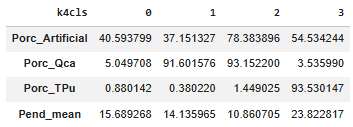 k4cls 0 1 2 3
Porc_Artificial 40.593799 37.151327 78.383896 54.534244
Porc_Qca 5.049708 91.601576 93.152200 3.535990
Porc_TPu 0.880142 0.380220 1.449025 93.530147
Pend_mean 15.689268 14.135965 10.860705 23.822817